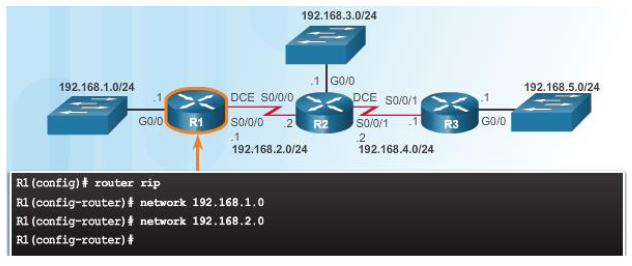 192.168.3.0/24
192.168.1.0/24
.1
G0/0
R1
DCE S0/0/0
S0/0/0
.1
192.168.2.0/24
.2
.1 G0/0
R2
DCE
S0/0/1
S0/0/1
.2
.1
192.168.4.0/24
R3
.1
G0/0
192.168.5.0/24
R1(config)# router rip
R1(config-router)# network 192.168.1.0
R1(config-router)# network 192.168.2.0
R1(config-router)#